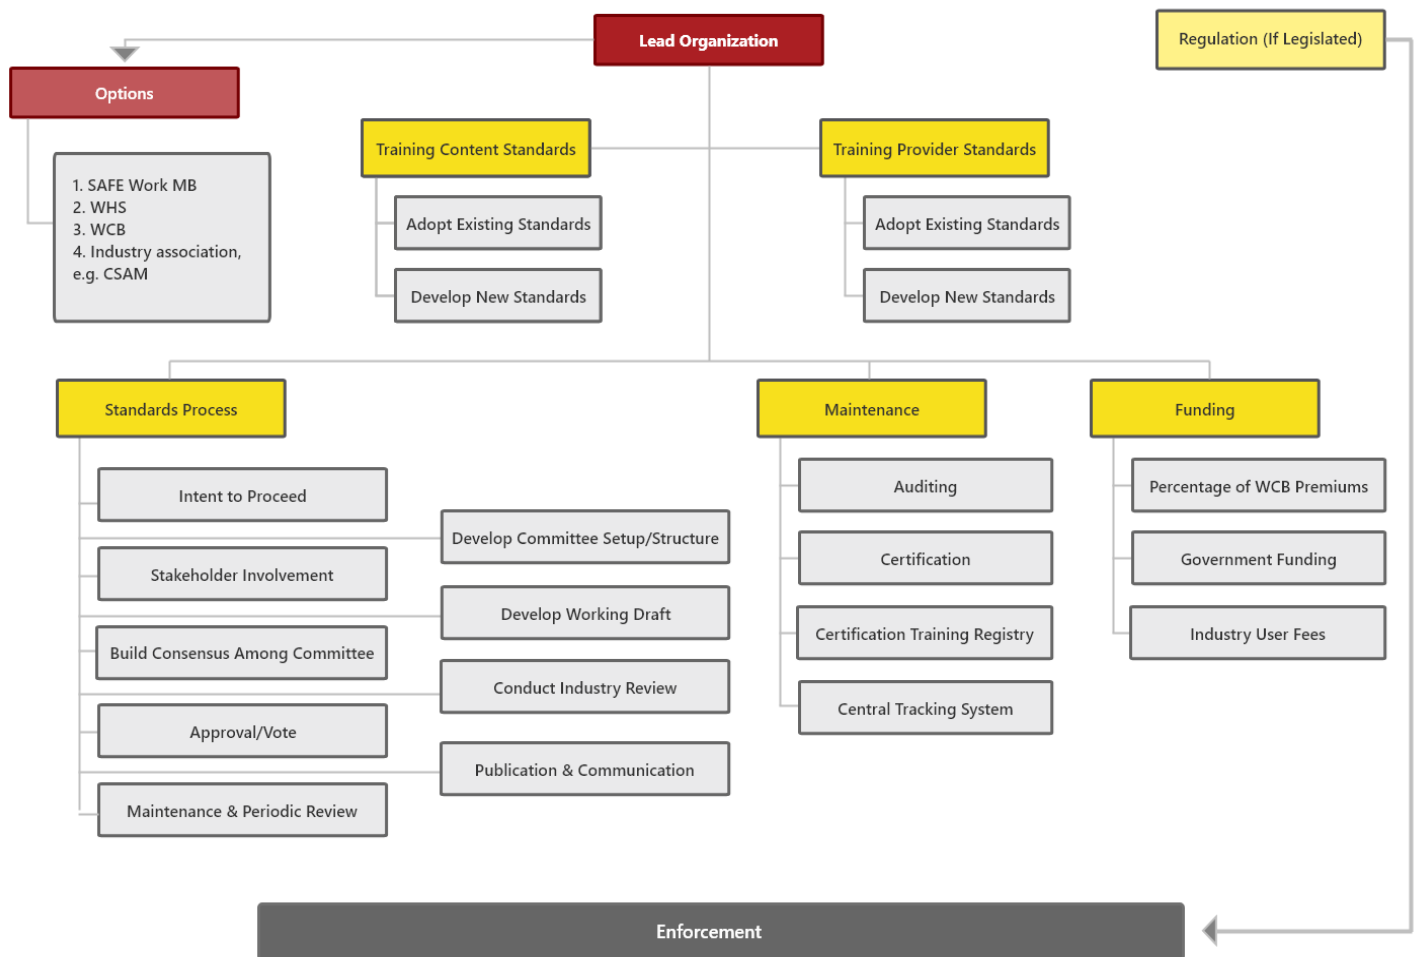 Lead Organization
Regulation (If Legislated)
Options
1. SAFE Work MB
2. WHS
3. WCB
4. Industry association,
e.g. CSAM
Training Content Standards
Adopt Existing Standards
Develop New Standards
Training Provider Standards
Adopt Existing Standards
Develop New Standards
Standards Process
Intent to Proceed
Develop Committee Setup/Structure
Stakeholder Involvement
Develop Working Draft
Build Consensus Among Committee
Conduct Industry Review
Approval/Vote
Publication & Communication
Maintenance & Periodic Review
Maintenance
Auditing
Certification
Certification Training Registry
Central Tracking System
Funding
Percentage of WCB Premiums
Government Funding
Industry User Fees
Enforcement